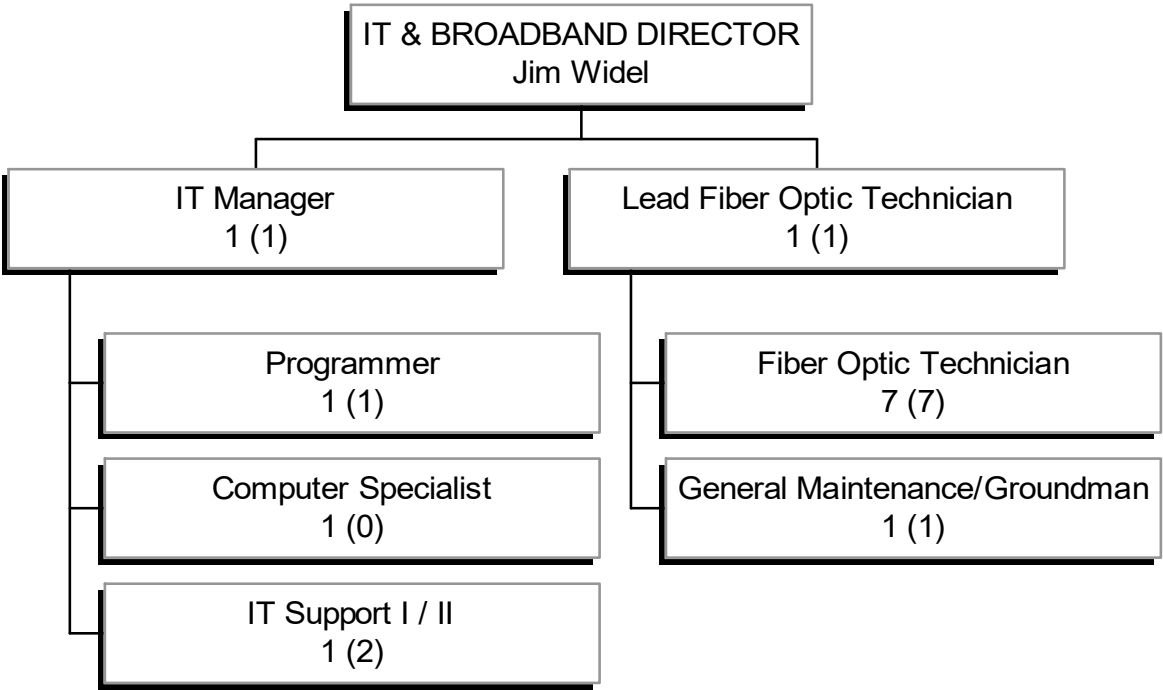 IT & BROADBAND DIRECTOR
Jim Widel
IT Manager
1 (1)
Lead Fiber Optic Technician
1 (1)
Programmer
1 (1)
Computer Specialist
1 (0)
IT Support I / II
1 (2)
Fiber Optic Technician
7 (7)
General Maintenance/Groundman
1 (1)